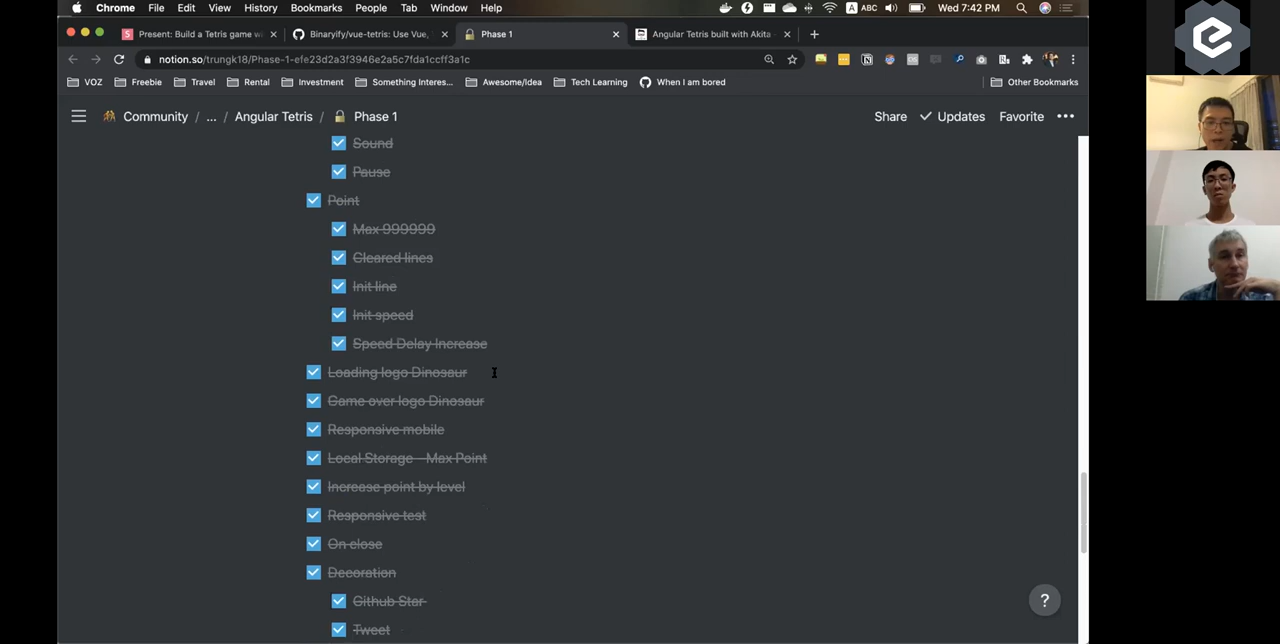 Chrome File Edit View History Bookmarks People Tab Window Help A ABC Wed 7:42 PM
Present: Build a Tetris game wi Binaryify/vue-tetris: Use Vue, Phase 1 Angular Tetris built with Akita
notion.so/trungk18/Phase-1-efe23d2a3f3946e2a5c7fda1ccff3a1c
VOZ Freebie Travel Rental Investment Something Interes... Awesome/Idea Tech Learning When I am bored Other Bookmarks
Community / ... / Angular Tetris / Phase 1 Share Updates Favorite
Sound
Pause
Point
Max 999999
Cleared lines
Init line
Init speed
Speed Delay Increase
Loading logo Dinosaur
Game over logo Dinosaur
Responsive mobile
Local Storage - Max Point
Increase point by level
Responsive test
On close
Decoration
Github Star
Tweet
?